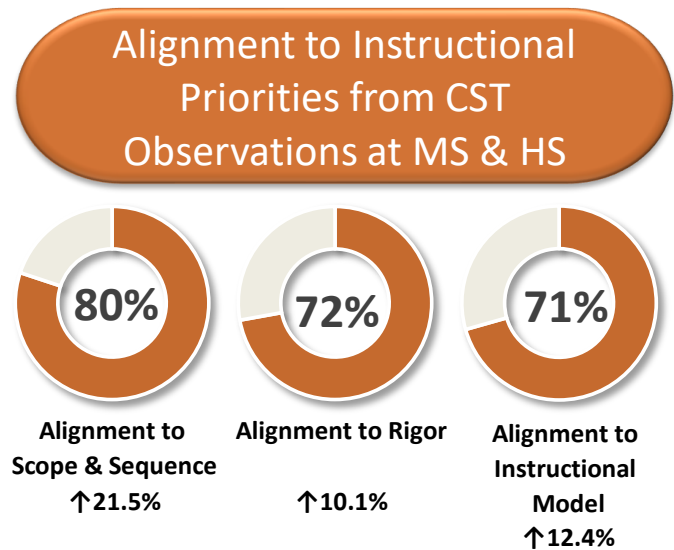 Alignment to Instructional
Priorities from CST
Observations at MS & HS
80%
72%
71%
Alignment to
Scope & Sequence
↑21.5%
Alignment to Rigor
↑10.1%
Alignment to
Instructional
Model
↑12.4%